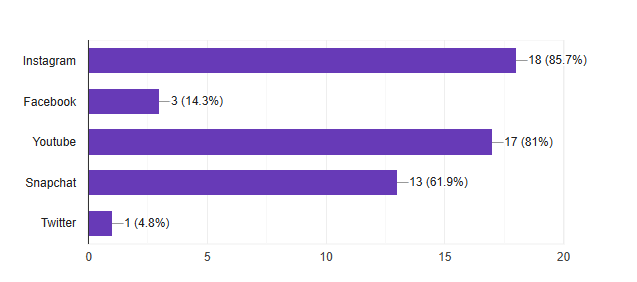 Instagram 18 (85.7%)
Facebook 3 (14.3%)
Youtube 17 (81%)
Snapchat 13 (61.9%)
Twitter 1 (4.8%)
0 5 10 15 20